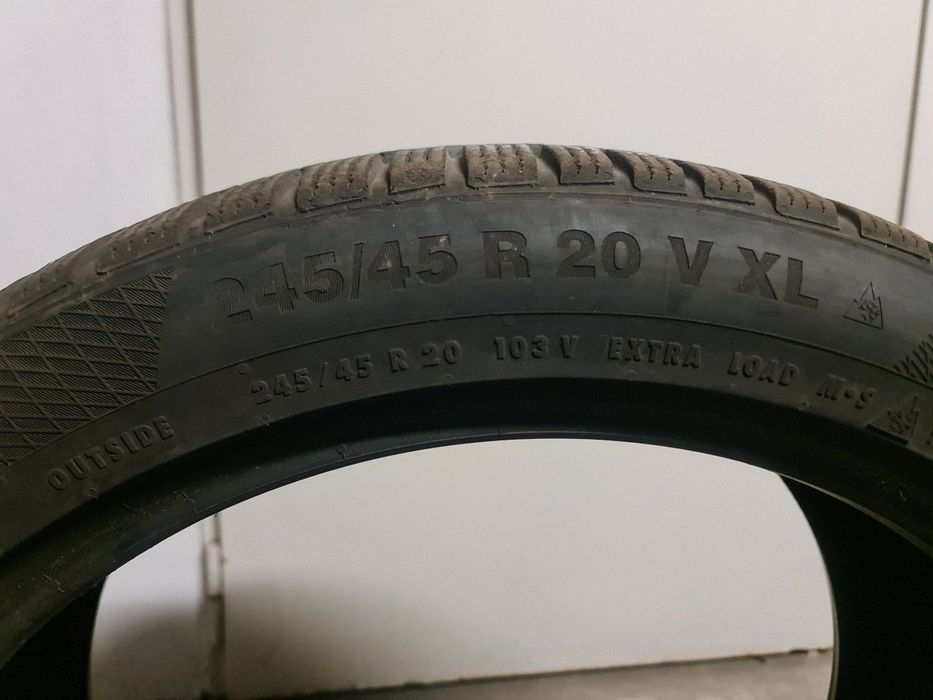 245/45 R 20 V XL
245/45 R 20 103 V EXTRA LOAD M•S
OUTSIDE